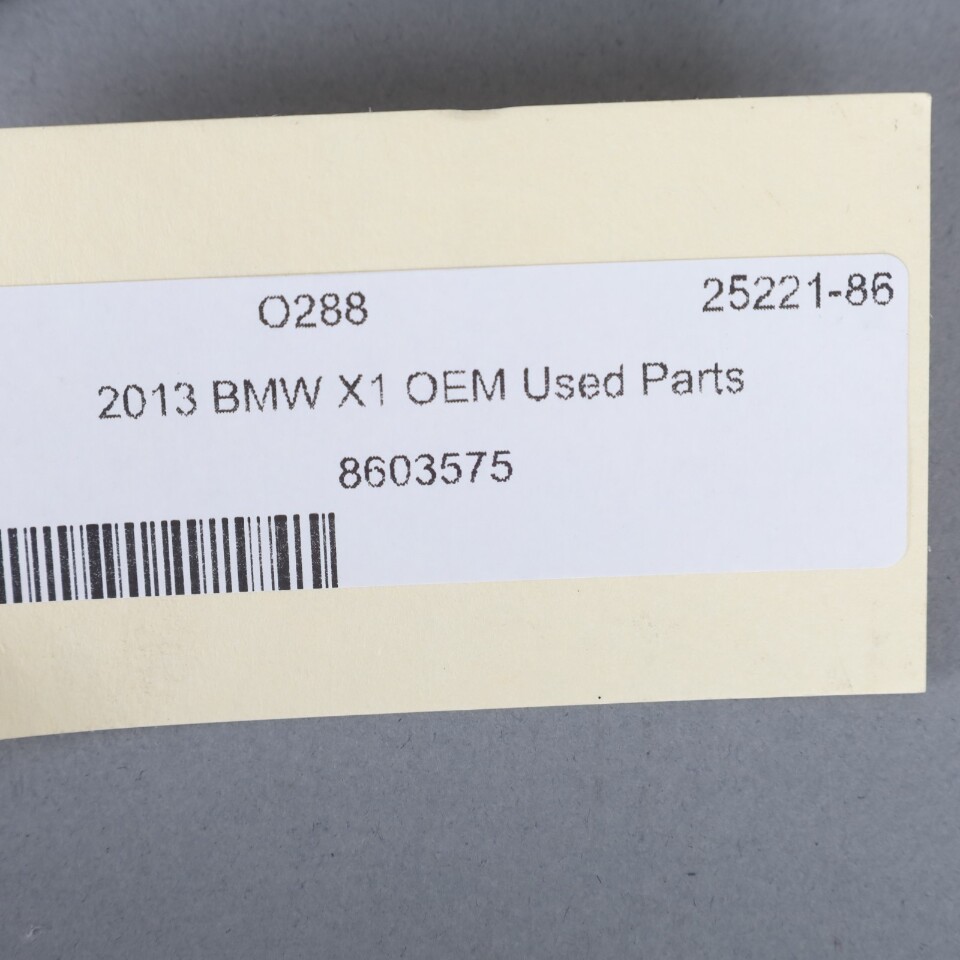 O288 25221-86
2013 BMW X1 OEM Used Parts
8603575